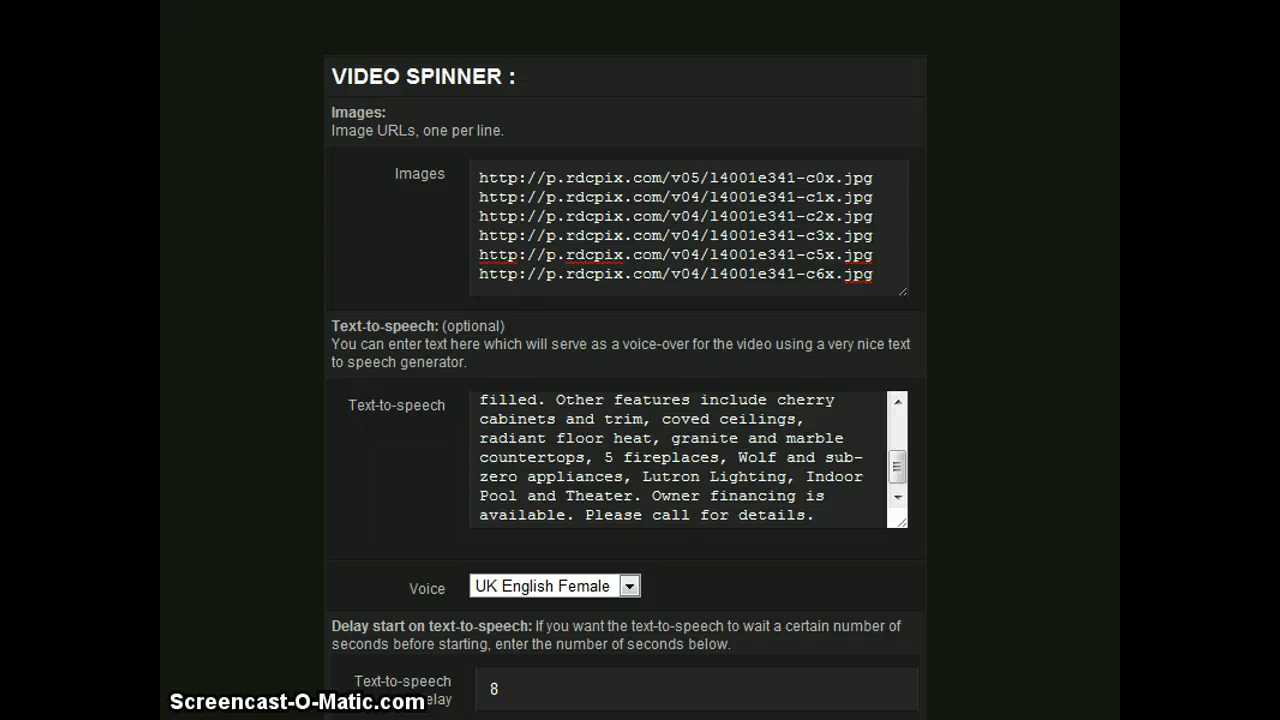 VIDEO SPINNER :
Images:
Image URLs, one per line.
Images
http://p.rdcpix.com/v05/l4001e341-c0x.jpg
http://p.rdcpix.com/v04/l4001e341-c1x.jpg
http://p.rdcpix.com/v04/l4001e341-c2x.jpg
http://p.rdcpix.com/v04/l4001e341-c3x.jpg
http://p.rdcpix.com/v04/l4001e341-c5x.jpg
http://p.rdcpix.com/v04/l4001e341-c6x.jpg
Text-to-speech: (optional)
You can enter text here which will serve as a voice-over for the video using a very nice text
to speech generator.
Text-to-speech
filled. Other features include cherry
cabinets and trim, coved ceilings,
radiant floor heat, granite and marble
countertops, 5 fireplaces, Wolf and sub-
zero appliances, Lutron Lighting, Indoor
Pool and Theater. Owner financing is
available. Please call for details.
Voice
UK English Female
Delay start on text-to-speech: If you want the text-to-speech to wait a certain number of
seconds before starting, enter the number of seconds below.
Text-to-speech
8
Screencast-O-Matic.com